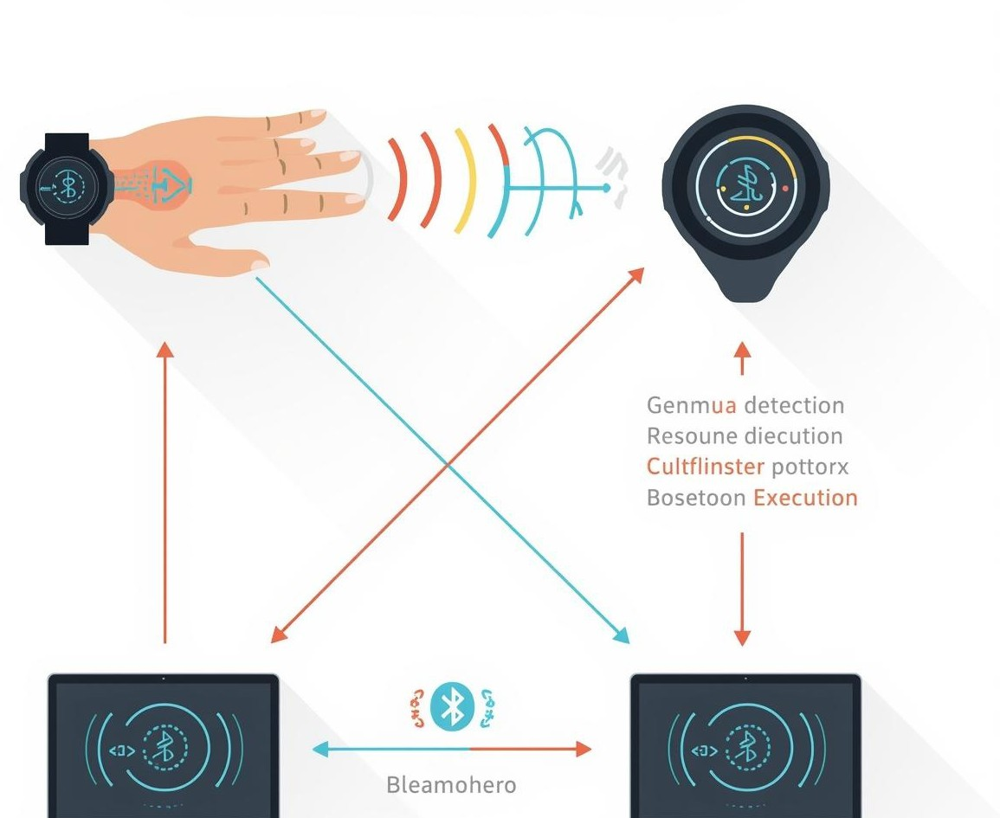 Genmua detection
Resoune diecution
Cultflinster pottorx
Bosetoon Execution
Bleamohero